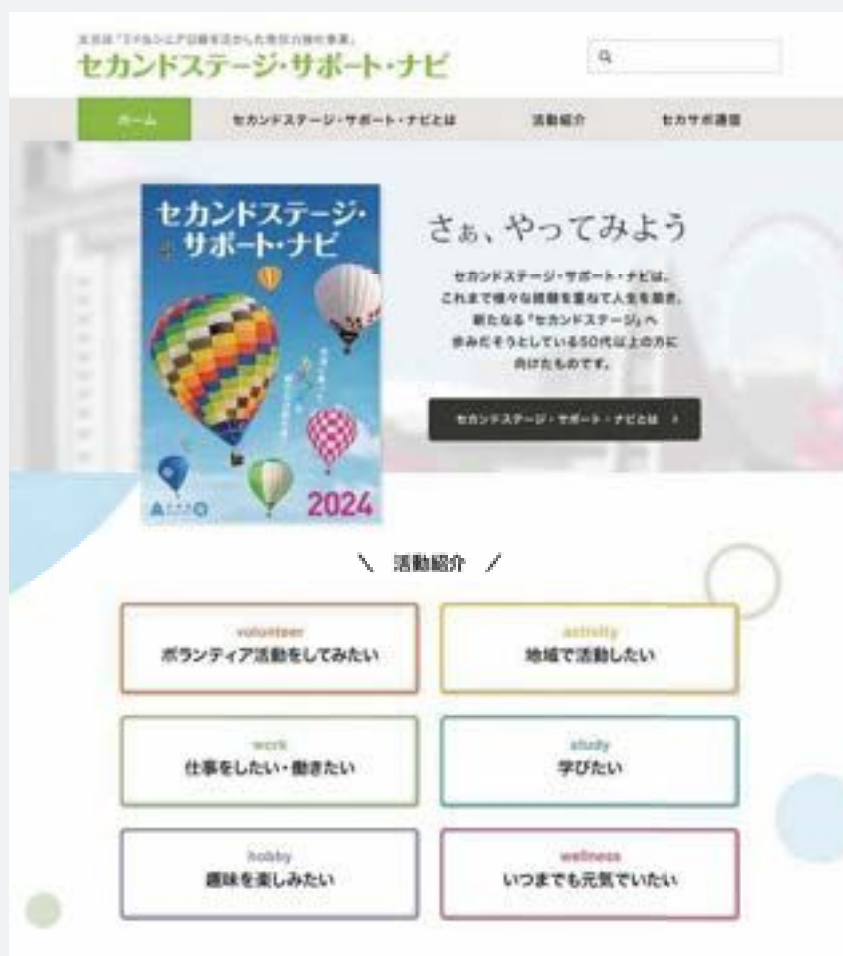 セカンドステージ・サポート・ナビ
ホーム
セカンドステージ・サポート・ナビとは
活動紹介
セカサポ通信
セカンドステージ・
サポート・ナビ
2024
さぁ、やってみよう
セカンドステージ・サポート・ナビは、
これまで様々な経験を重ねて人生を築き、
新たなる「セカンドステージ」へ
歩みだそうとしている50代以上の方に
向けたものです。
セカンドステージ・サポート・ナビとは
\ 活動紹介 /
volunteer
ボランティア活動をしてみたい
activity
地域で活動したい
work
仕事をしたい・働きたい
study
学びたい
hobby
趣味を楽しみたい
wellness
いつまでも元気でいたい